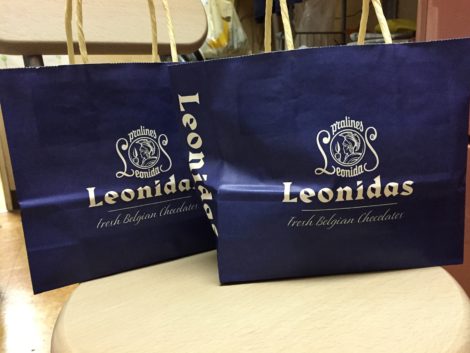 pralines
Leonidas
Leonidas
Fresh Belgian Chocolates
Leonidas
pralines
Leonidas
Leonidas
Fresh Belgian Chocolates